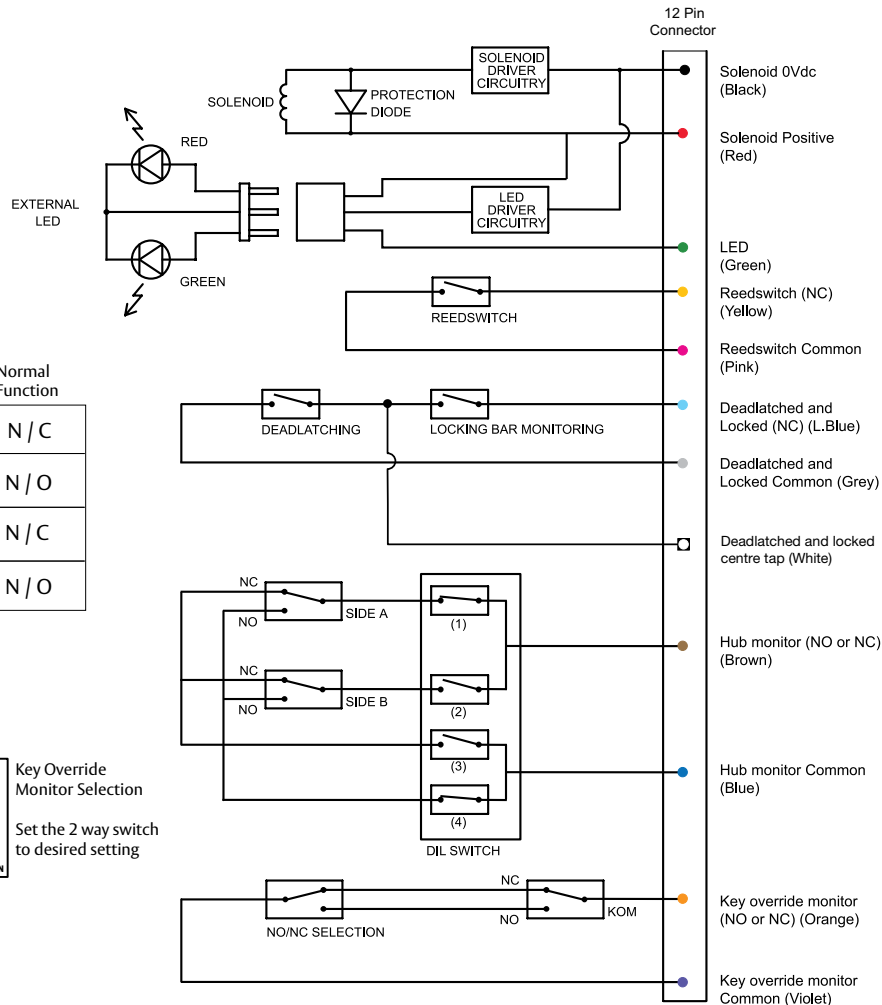 12 Pin
Connector
SOLENOID
DRIVER
CIRCUITRY
Solenoid 0Vdc
(Black)
SOLENOID
PROTECTION
DIODE
Solenoid Positive
(Red)
RED
EXTERNAL
LED
LED
DRIVER
CIRCUITRY
GREEN
LED
(Green)
Reedswitch (NC)
(Yellow)
REEDSWITCH
Reedswitch Common
(Pink)
Normal
Function
N / C
N / O
N / C
N / O
DEADLATCHING
LOCKING BAR MONITORING
Deadlatched and
Locked (NC) (L.Blue)
Deadlatched and
Locked Common (Grey)
Deadlatched and locked
centre tap (White)
NC
NO
SIDE A
(1)
Hub monitor (NO or NC)
(Brown)
NC
NO
SIDE B
(2)
(3)
(4)
DIL SWITCH
Hub monitor Common
(Blue)
Key Override
Monitor Selection
Set the 2 way switch
to desired setting
NO/NC SELECTION
NC
NO
KOM
Key override monitor
(NO or NC) (Orange)
Key override monitor
Common (Violet)